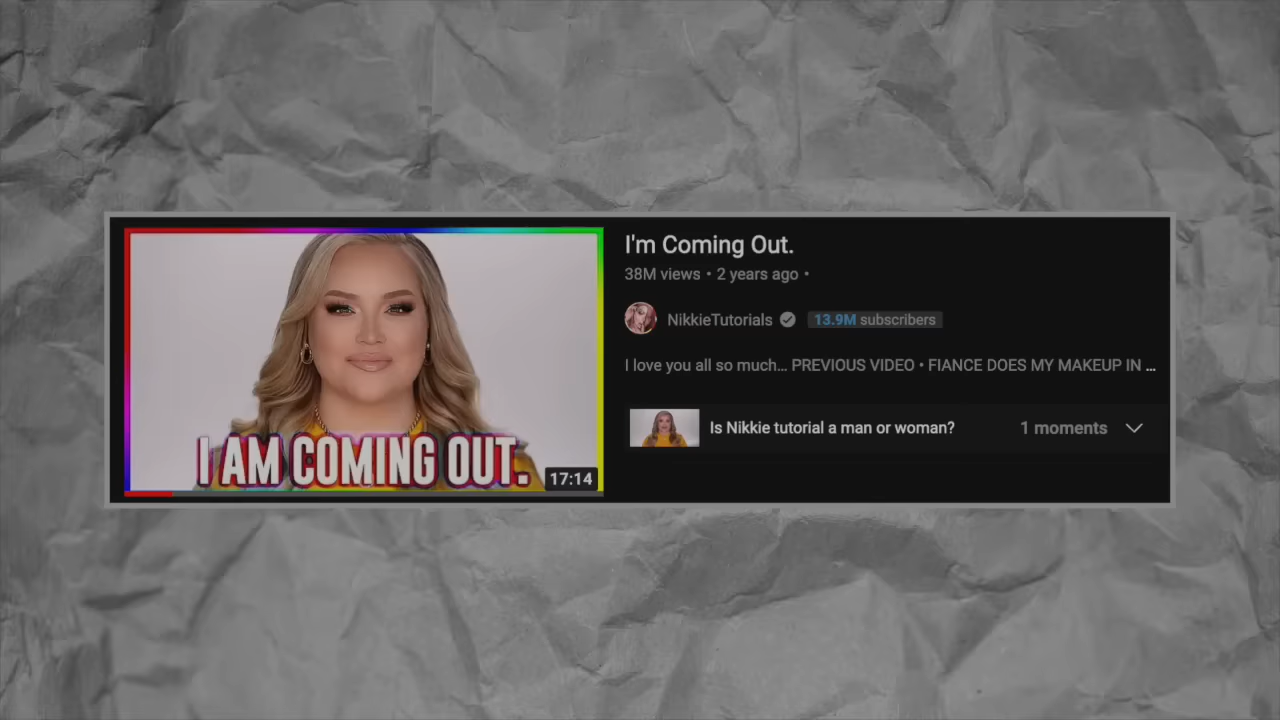 I'm Coming Out.
38M views • 2 years ago •
NikkieTutorials 13.9M subscribers
I love you all so much... PREVIOUS VIDEO • FIANCE DOES MY MAKEUP IN ...
Is Nikkie tutorial a man or woman? 1 moments
I AM COMING OUT.
17:14